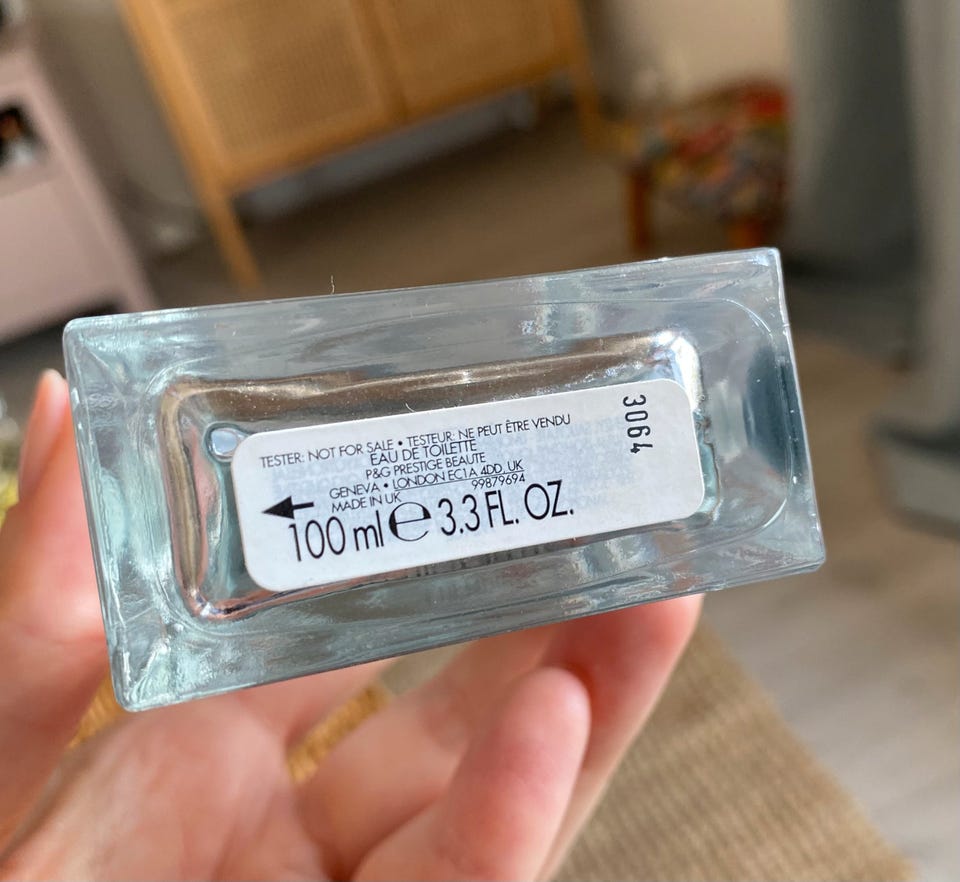 TESTER: NOT FOR SALE • TESTEUR: NE PEUT ÊTRE VENDU
EAU DE TOILETTE
P&G PRESTIGE BEAUTE
GENEVA • LONDON EC1A 4DD, UK
MADE IN UK 99879694
100 ml e 3.3 FL. OZ.
3064